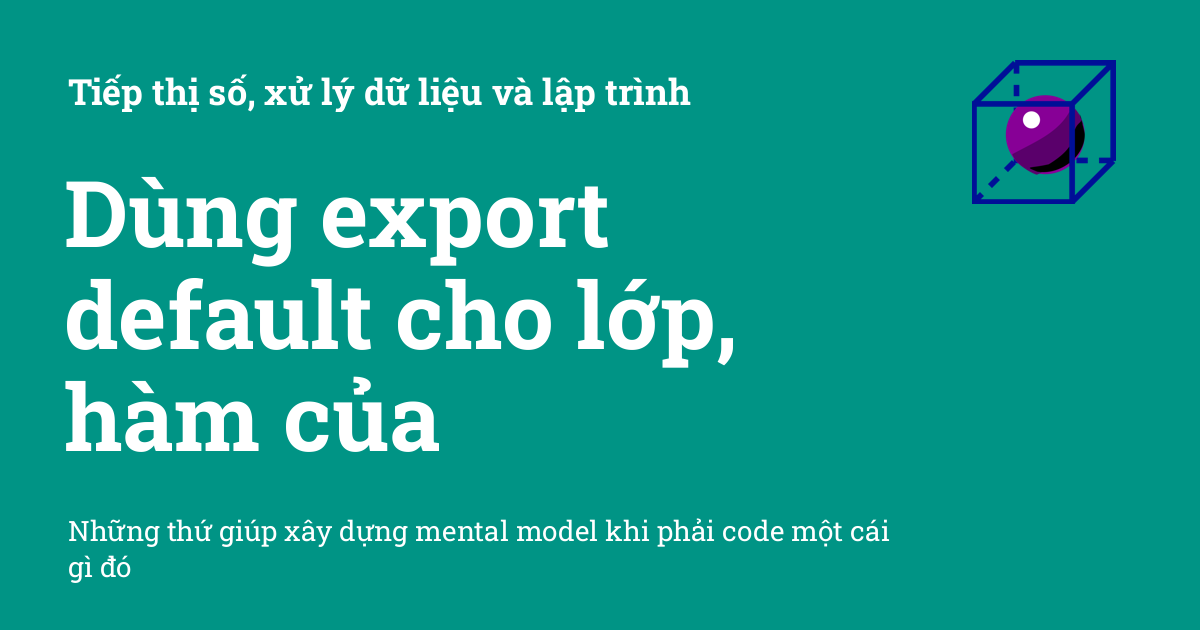 Tiếp thị số, xử lý dữ liệu và lập trình
Dùng export
default cho lớp,
hàm của
Những thứ giúp xây dựng mental model khi phải code một cái
gì đó